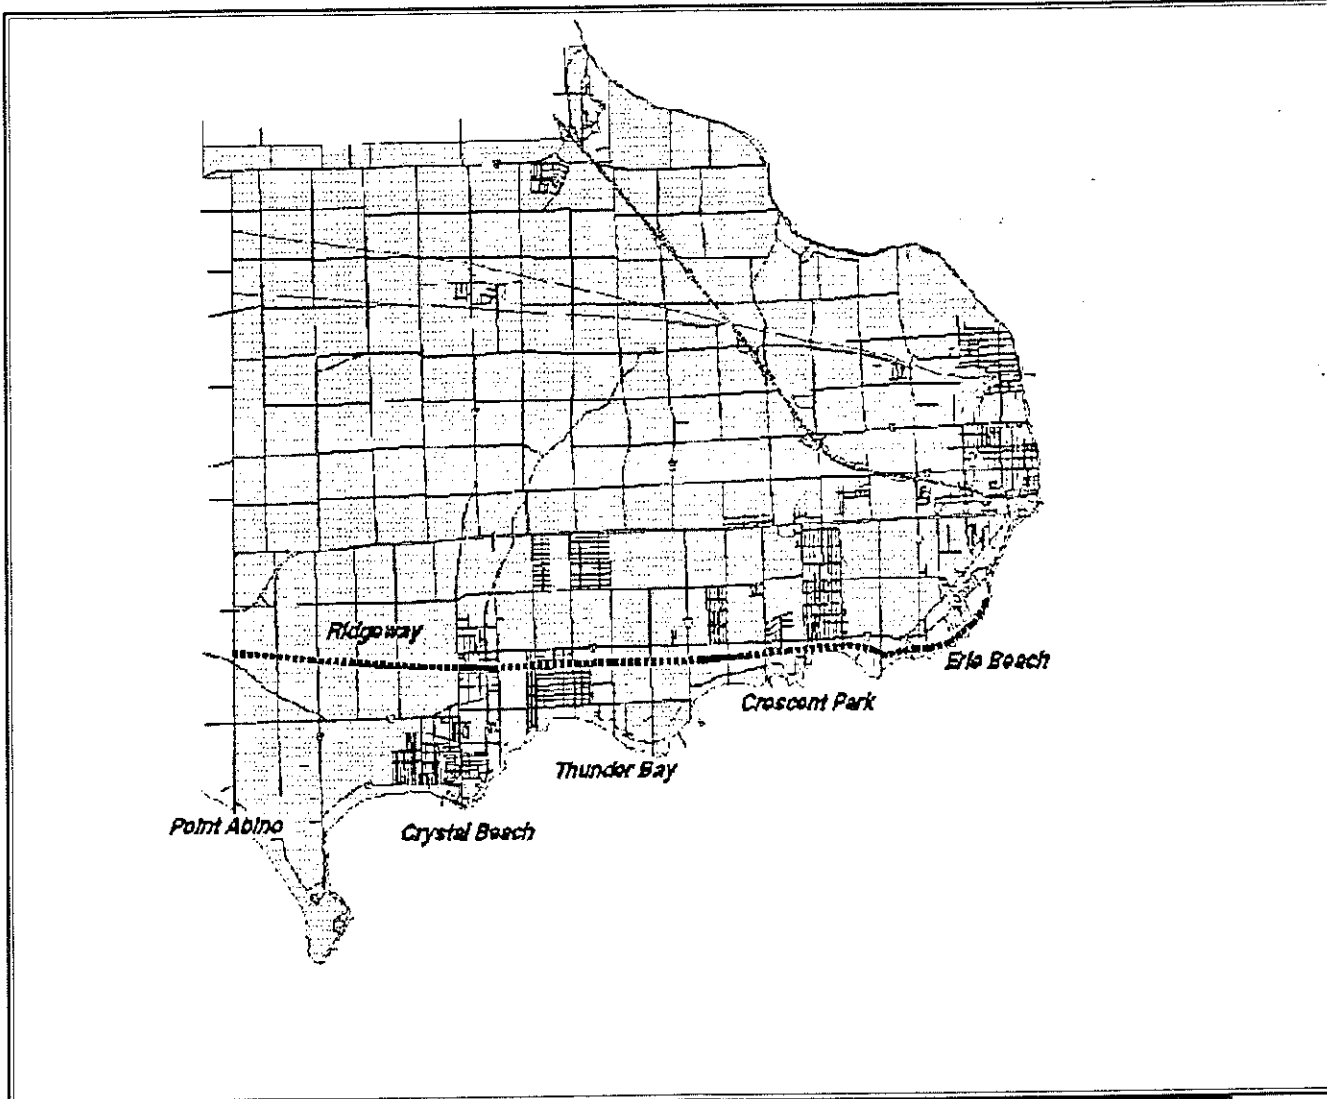 Ridgeway
Erie Beach
Crescent Park
Thunder Bay
Point Abino
Crystal Beach